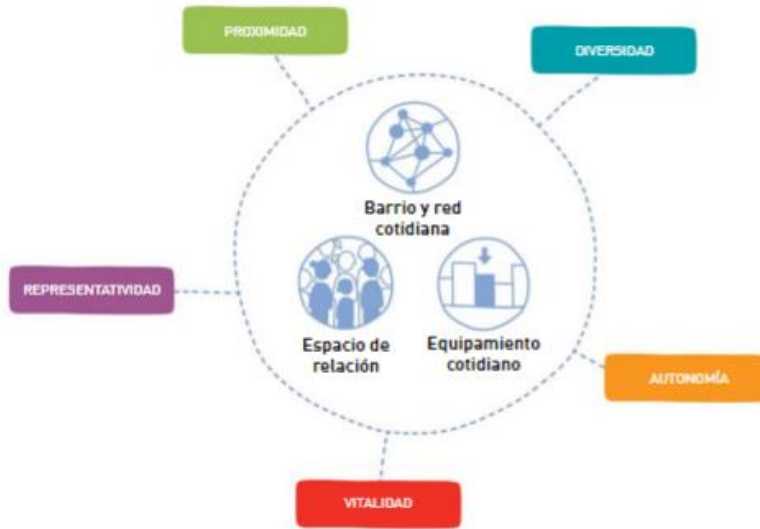 PROXIMIDAD
DIVERSIDAD
Barrio y red
cotidiana
REPRESENTATIVIDAD
Espacio de
relación
Equipamiento
cotidiano
AUTONOMÍA
VITALIDAD